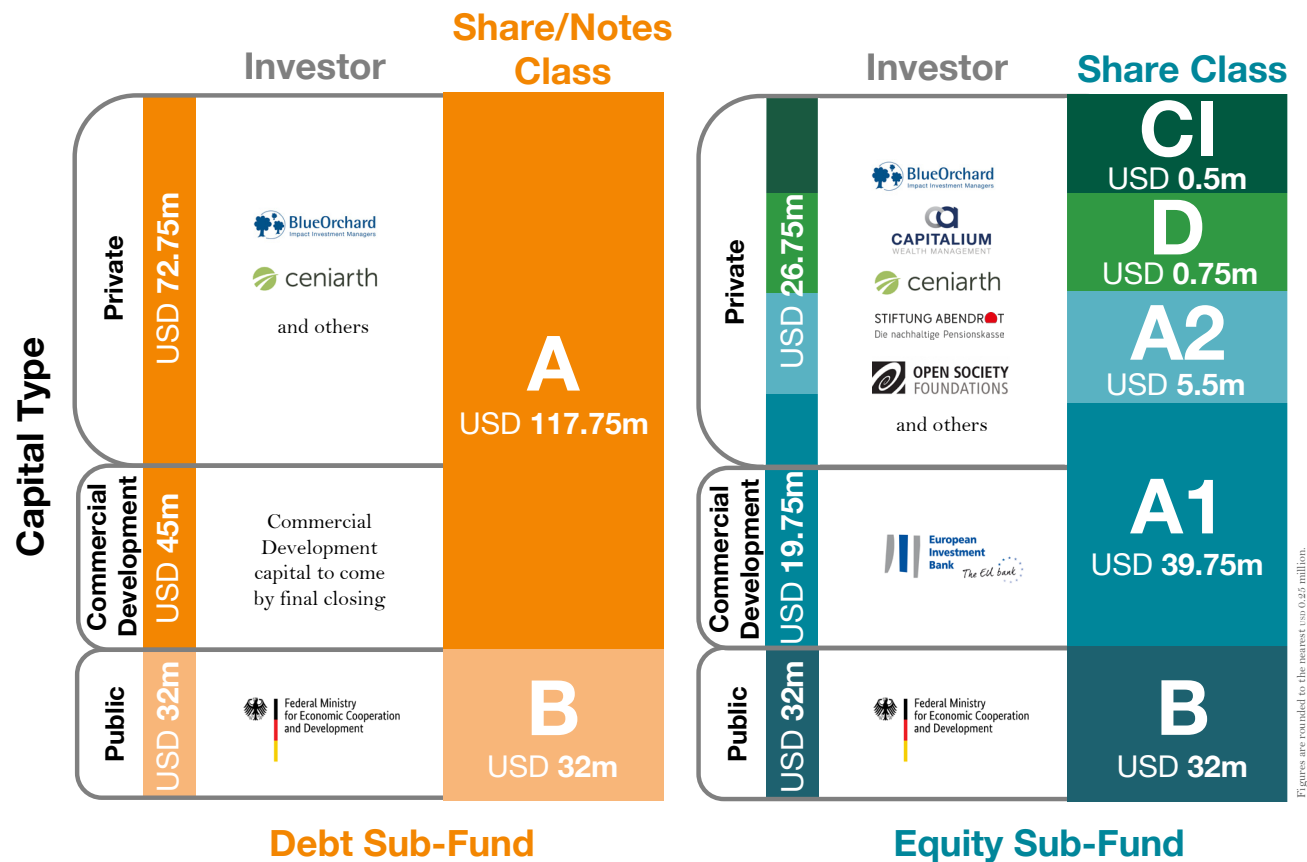 Capital Type
Investor
Share/Notes
Class
Private
USD 72.75m
BlueOrchard
Impact Investment Managers
ceniarth
and others
A
USD 117.75m
Commercial
Development
USD 45m
Commercial
Development
capital to come
by final closing
Public
USD 32m
Federal Ministry
for Economic Cooperation
and Development
B
USD 32m
Debt Sub-Fund
Investor
Share Class
Private
USD 26.75m
BlueOrchard
Impact Investment Managers
CAPITALIUM
WEALTH MANAGEMENT
ceniarth
STIFTUNG ABENDROT
Die nachhaltige Pensionskasse
OPEN SOCIETY
FOUNDATIONS
and others
CI
USD 0.5m
D
USD 0.75m
A2
USD 5.5m
A1
USD 39.75m
Commercial
Development
USD 19.75m
European
Investment
Bank
The EU bank
Public
USD 32m
Federal Ministry
for Economic Cooperation
and Development
B
USD 32m
Equity Sub-Fund
Figures are rounded to the nearest USD 0.25 million.